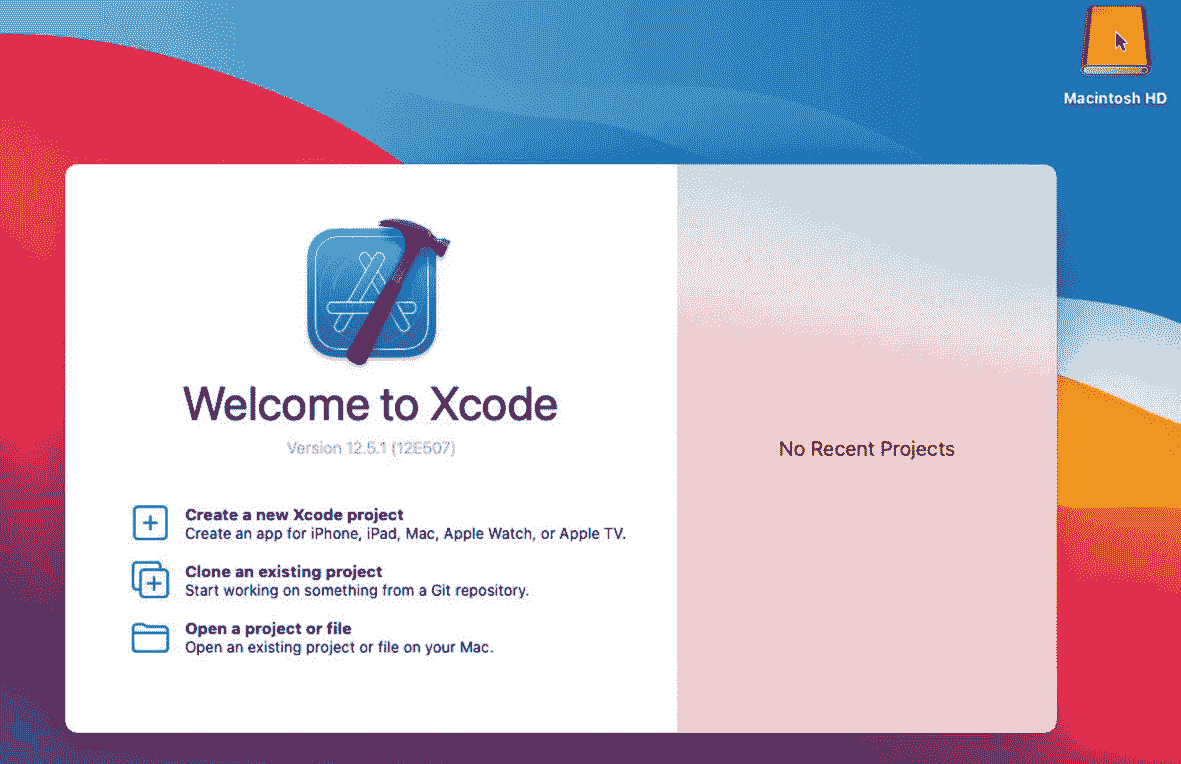 Macintosh HD
Welcome to Xcode
Version 12.5.1 (12E507)
Create a new Xcode project
Create an app for iPhone, iPad, Mac, Apple Watch, or Apple TV.
Clone an existing project
Start working on something from a Git repository.
Open a project or file
Open an existing project or file on your Mac.
No Recent Projects